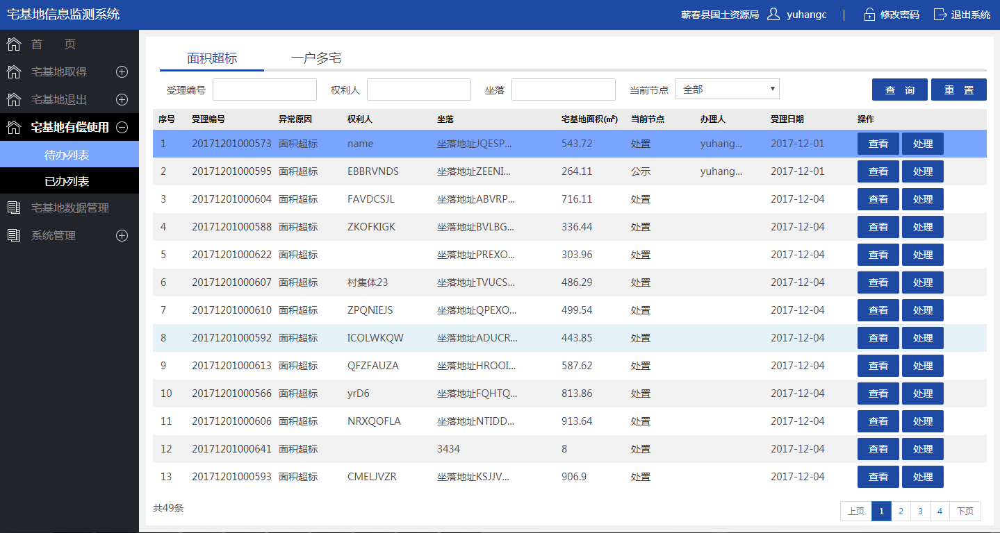 宅基地信息监测系统 蕲春县国土资源局 yuhangc | 修改密码 退出系统
首 页
宅基地取得
宅基地退出
宅基地有偿使用
待办列表
已办列表
宅基地数据管理
系统管理
面积超标 一户多宅
受理编号 权利人 坐落 当前节点 全部 查 询 重 置
序号 受理编号 异常原因 权利人 坐落 宅基地面积(㎡) 当前节点 办理人 受理日期 操作
1 20171201000573 面积超标 name 坐落地址JQESP... 543.72 处置 yuhang... 2017-12-01 查看 处理
2 20171201000595 面积超标 EBBRVNDS 坐落地址ZEENI... 264.11 公示 yuhang... 2017-12-01 查看 处理
3 20171201000604 面积超标 FAVDCSJL 坐落地址ABVRP... 716.11 处置 2017-12-04 查看 处理
4 20171201000588 面积超标 ZKOFKIGK 坐落地址BVLBG... 336.44 处置 2017-12-04 查看 处理
5 20171201000622 面积超标 坐落地址PREXO... 303.96 处置 2017-12-04 查看 处理
6 20171201000607 面积超标 村集体23 坐落地址TVUCS... 486.29 处置 2017-12-04 查看 处理
7 20171201000610 面积超标 ZPQNIEJS 坐落地址QPEXO... 499.54 处置 2017-12-04 查看 处理
8 20171201000592 面积超标 ICOLWKQW 坐落地址ADUCR... 443.85 处置 2017-12-04 查看 处理
9 20171201000613 面积超标 QFZFAUZA 坐落地址HROOI... 587.62 处置 2017-12-04 查看 处理
10 20171201000566 面积超标 yrD6 坐落地址FQHTQ... 813.86 处置 2017-12-04 查看 处理
11 20171201000606 面积超标 NRXQOFLA 坐落地址NTIDD... 913.64 处置 2017-12-04 查看 处理
12 20171201000641 面积超标 3434 8 处置 2017-12-04 查看 处理
13 20171201000593 面积超标 CMELJVZR 坐落地址KSJJV... 906.9 处置 2017-12-04 查看 处理
共49条 上页 1 2 3 4 下页